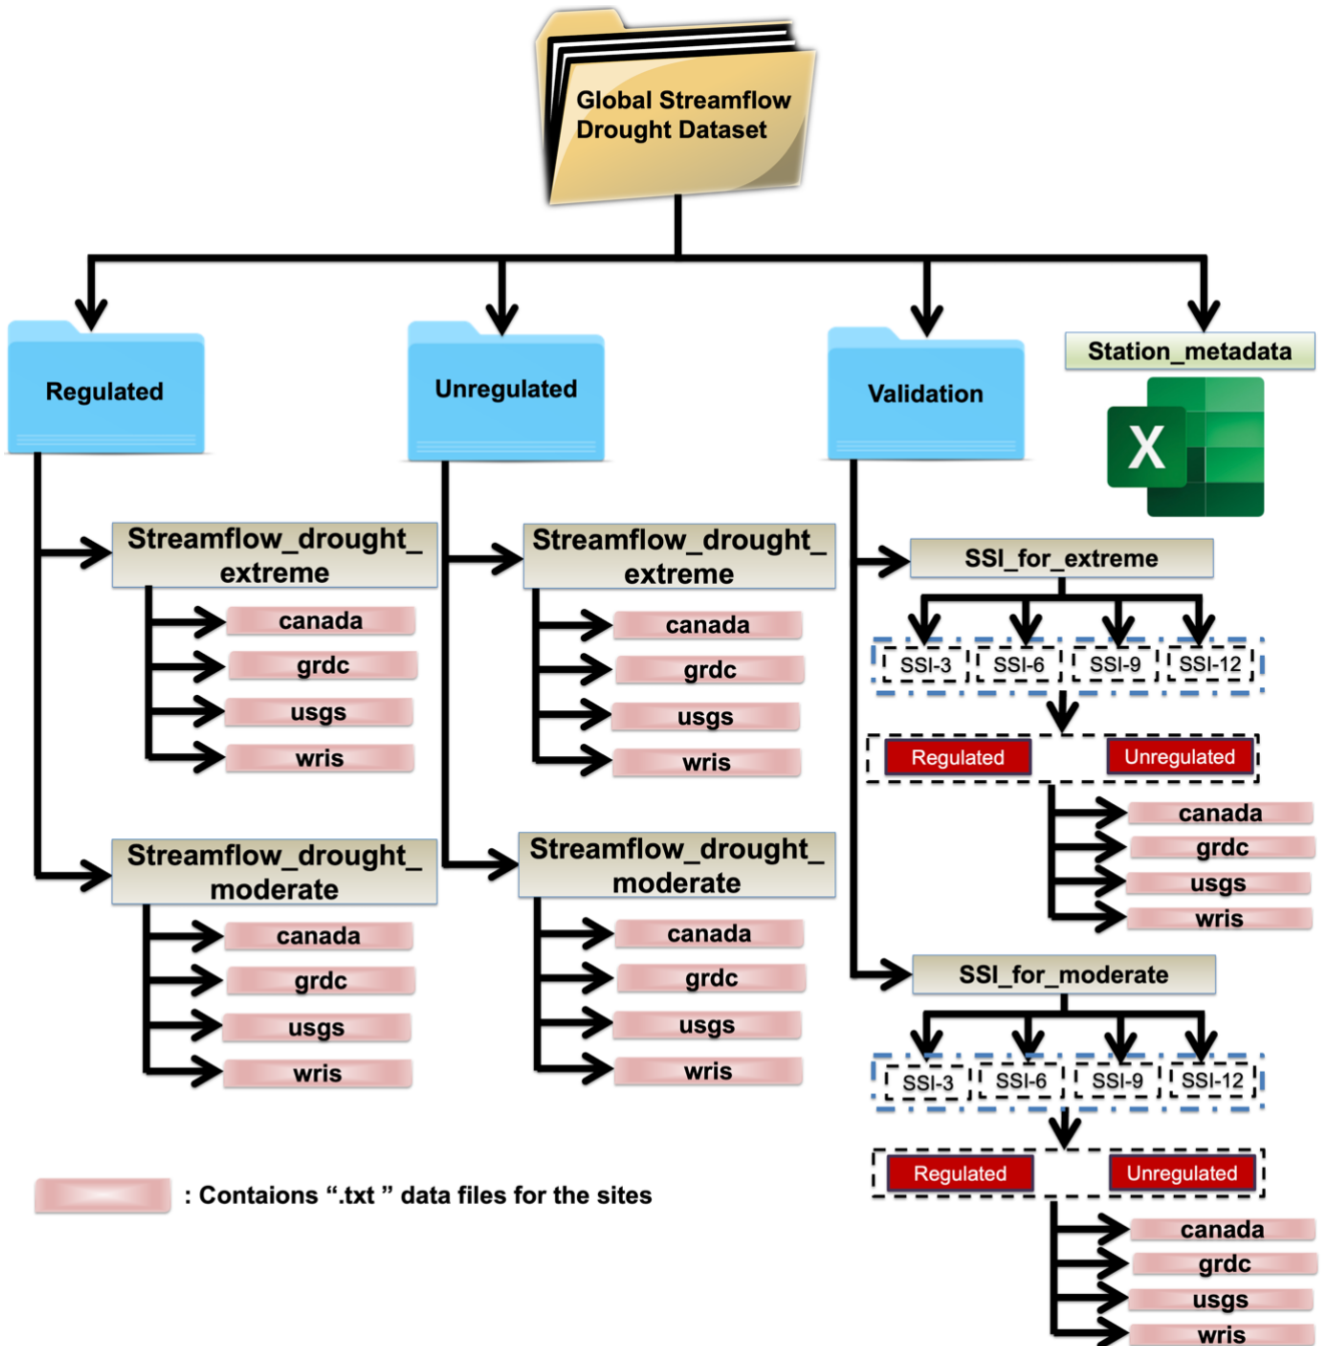 Global Streamflow
Drought Dataset
Regulated
Unregulated
Validation
Station_metadata
X
Streamflow_drought_
extreme
canada
grdc
usgs
wris
Streamflow_drought_
moderate
canada
grdc
usgs
wris
Streamflow_drought_
extreme
canada
grdc
usgs
wris
Streamflow_drought_
moderate
canada
grdc
usgs
wris
SSI_for_extreme
SSI-3 SSI-6 SSI-9 SSI-12
Regulated Unregulated
canada
grdc
usgs
wris
SSI_for_moderate
SSI-3 SSI-6 SSI-9 SSI-12
Regulated Unregulated
canada
grdc
usgs
wris
: Contaions “.txt ” data files for the sites